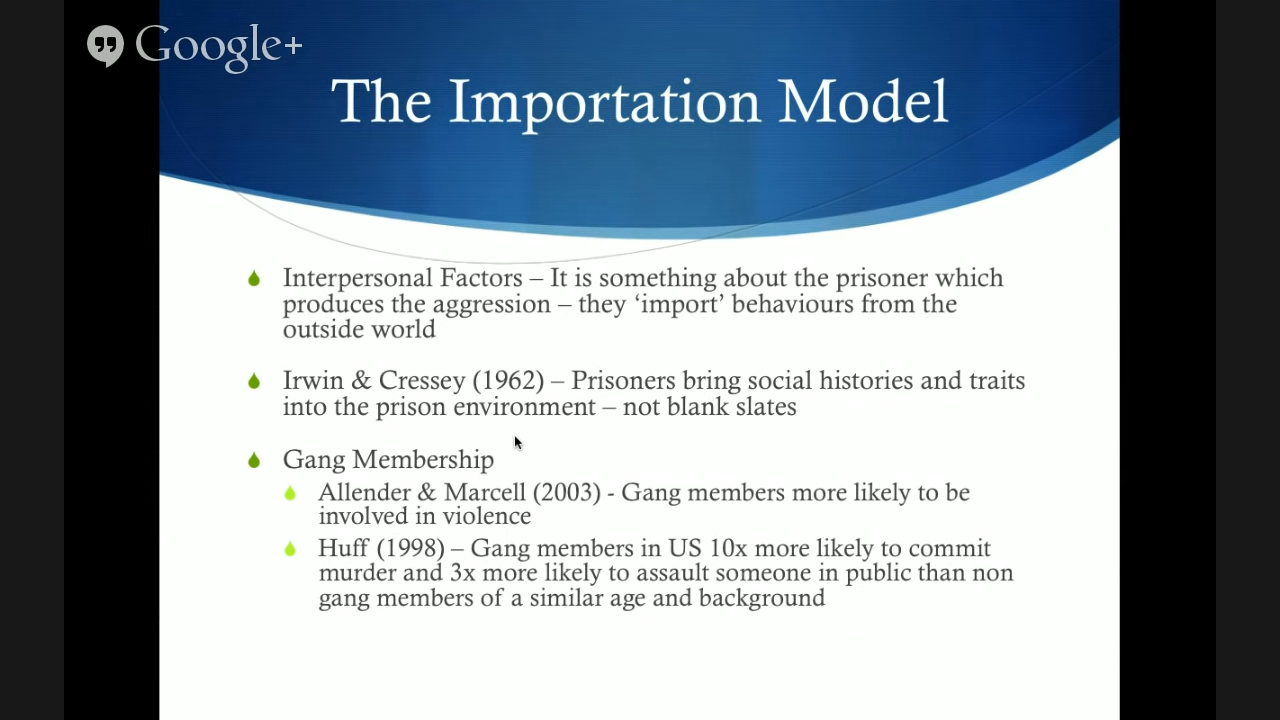 Google+
The Importation Model
Interpersonal Factors – It is something about the prisoner which
produces the aggression – they ‘import’ behaviours from the
outside world
Irwin & Cressey (1962) – Prisoners bring social histories and traits
into the prison environment – not blank slates
Gang Membership
Allender & Marcell (2003) - Gang members more likely to be
involved in violence
Huff (1998) – Gang members in US 10x more likely to commit
murder and 3x more likely to assault someone in public than non
gang members of a similar age and background